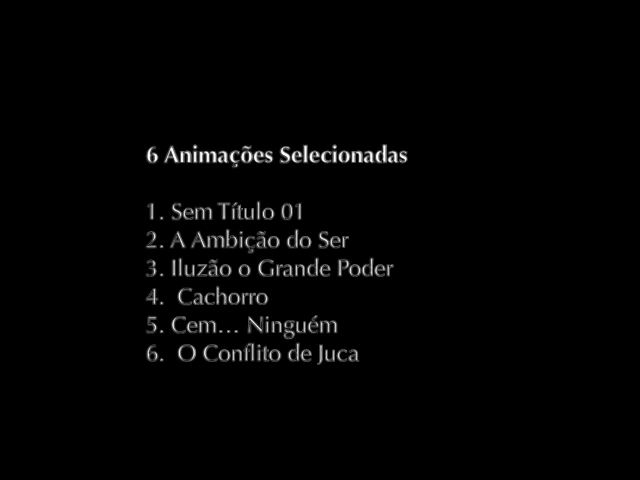 6 Animações Selecionadas
1. Sem Título 01
2. A Ambição do Ser
3. Iluzão o Grande Poder
4. Cachorro
5. Cem... Ninguém
6. O Conflito de Juca